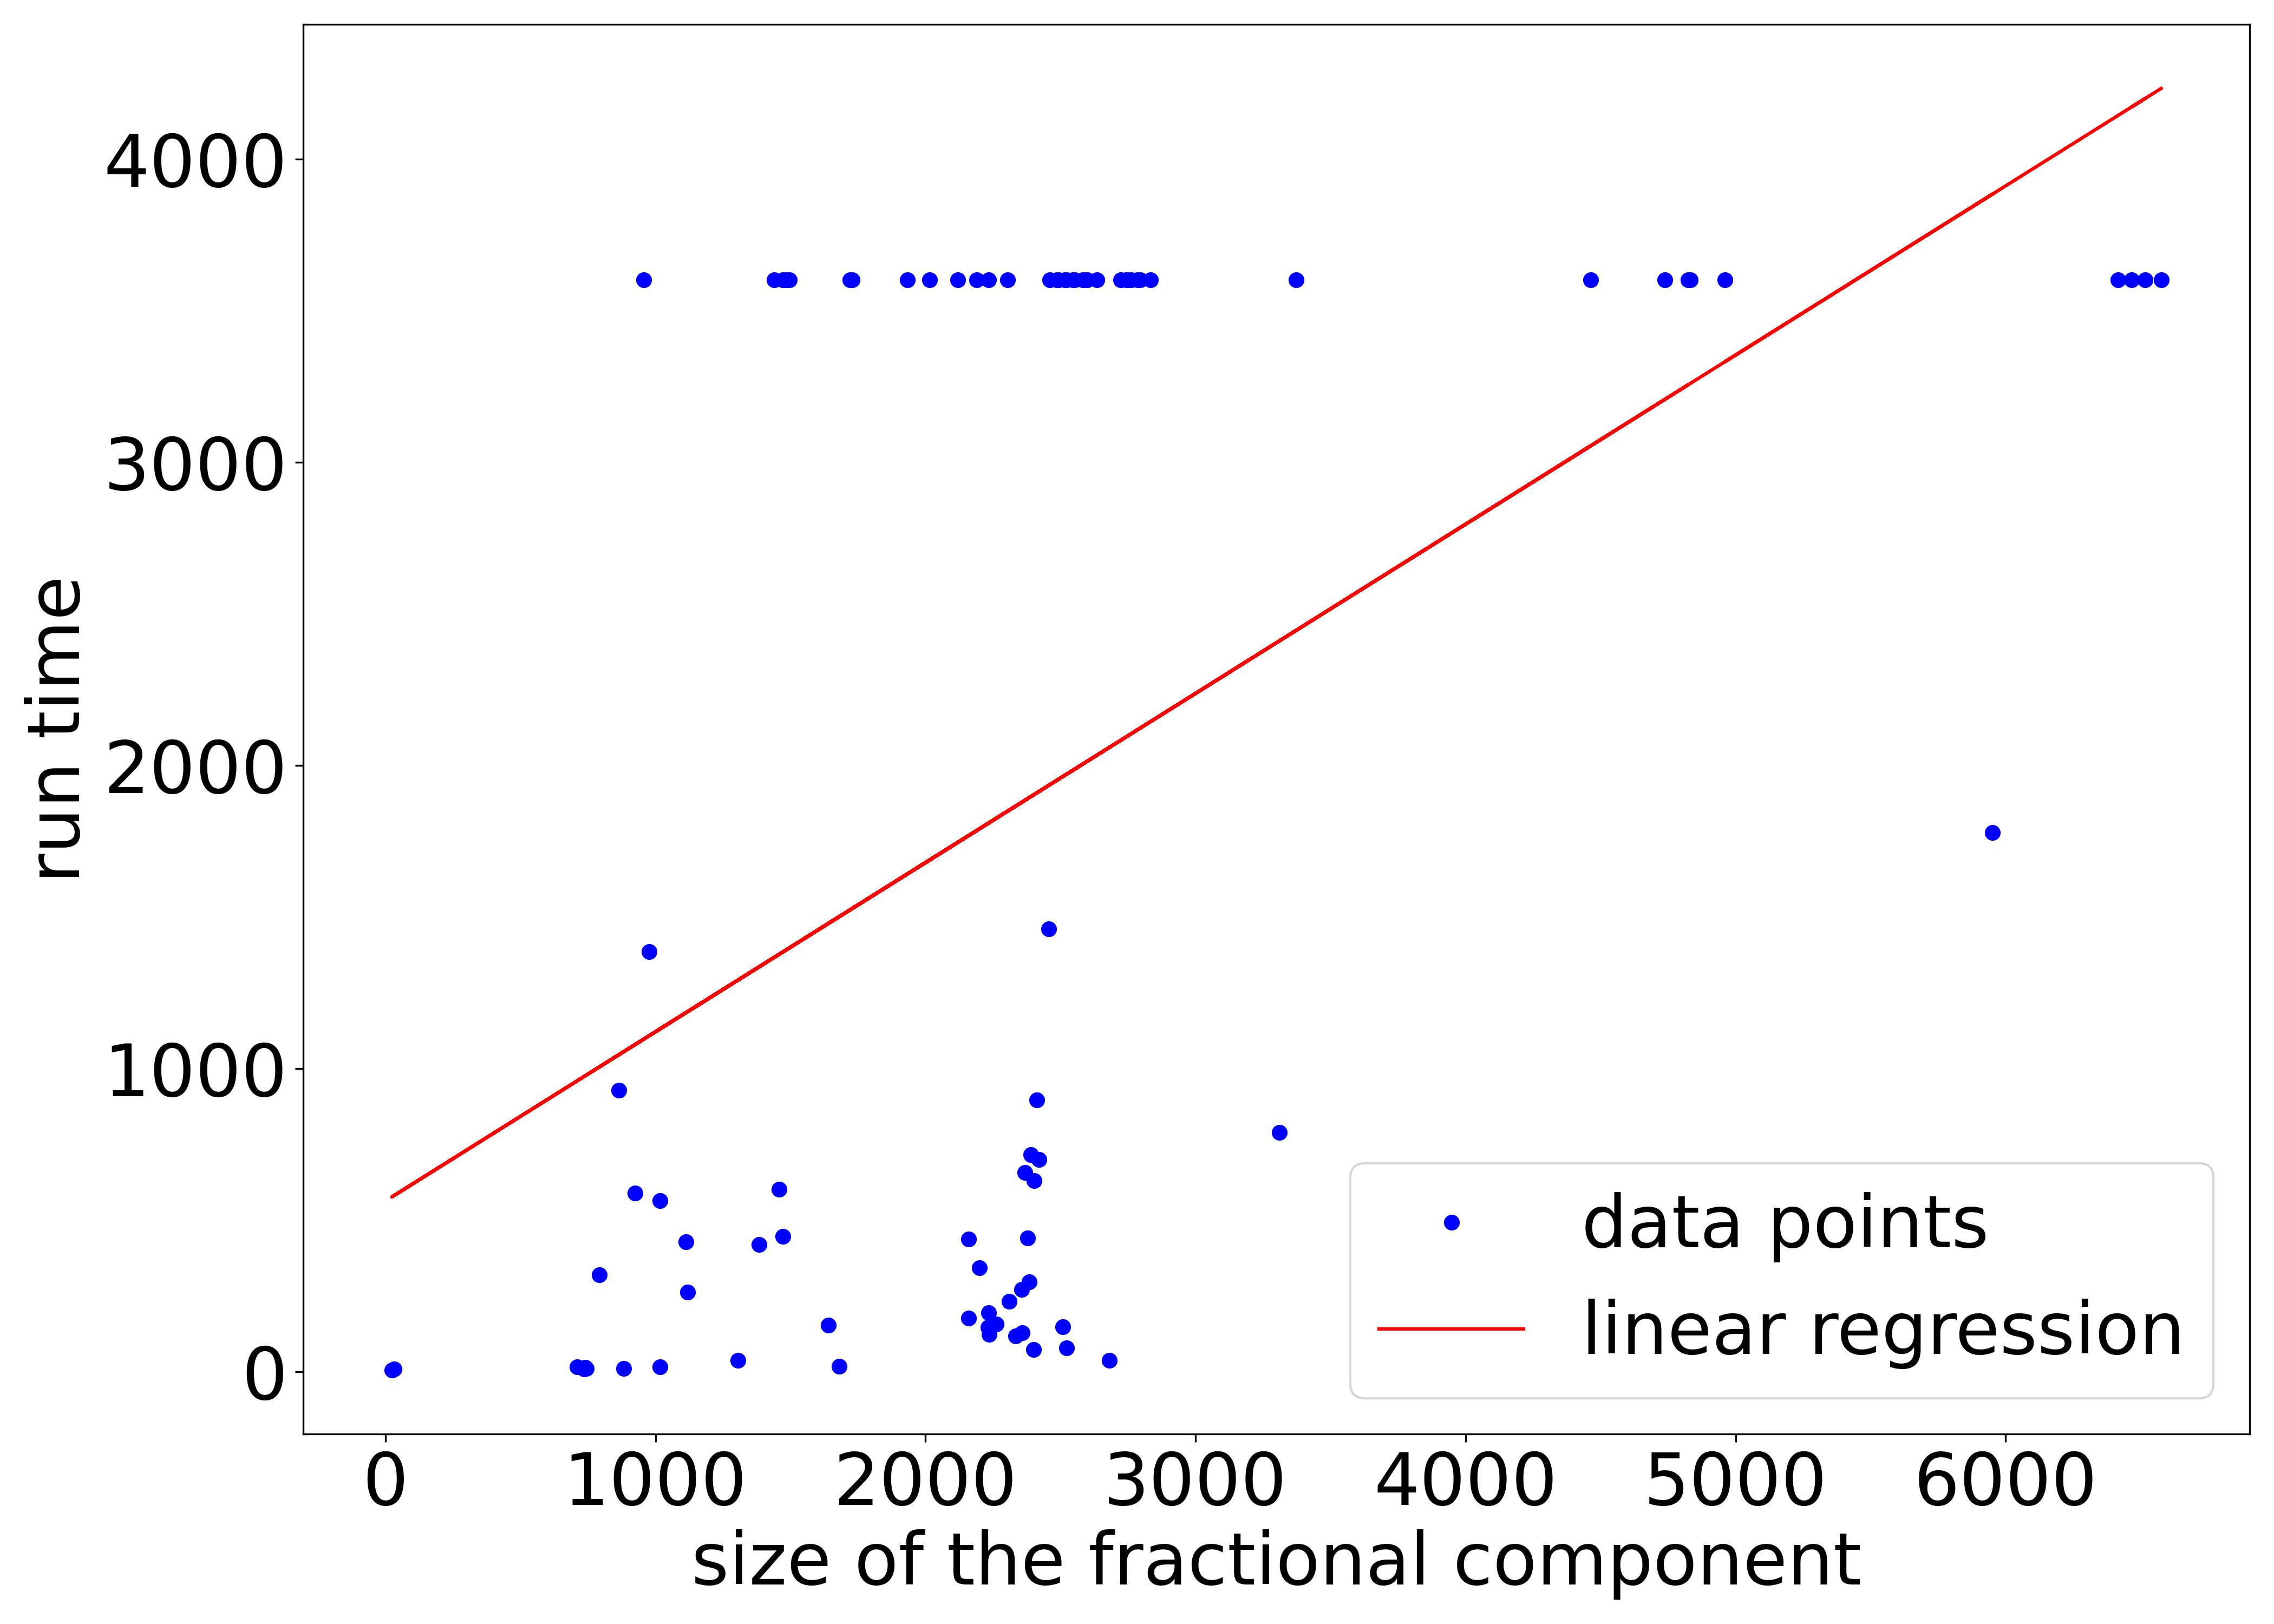 4000
3000
2000
1000
0
run time
0 1000 2000 3000 4000 5000 6000
size of the fractional component
data points
linear regression